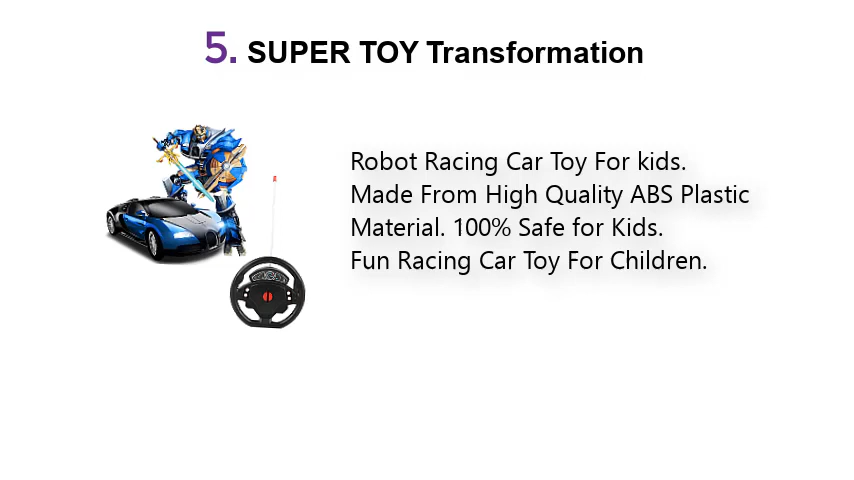 5. SUPER TOY Transformation
Robot Racing Car Toy For kids.
Made From High Quality ABS Plastic
Material. 100% Safe for Kids.
Fun Racing Car Toy For Children.